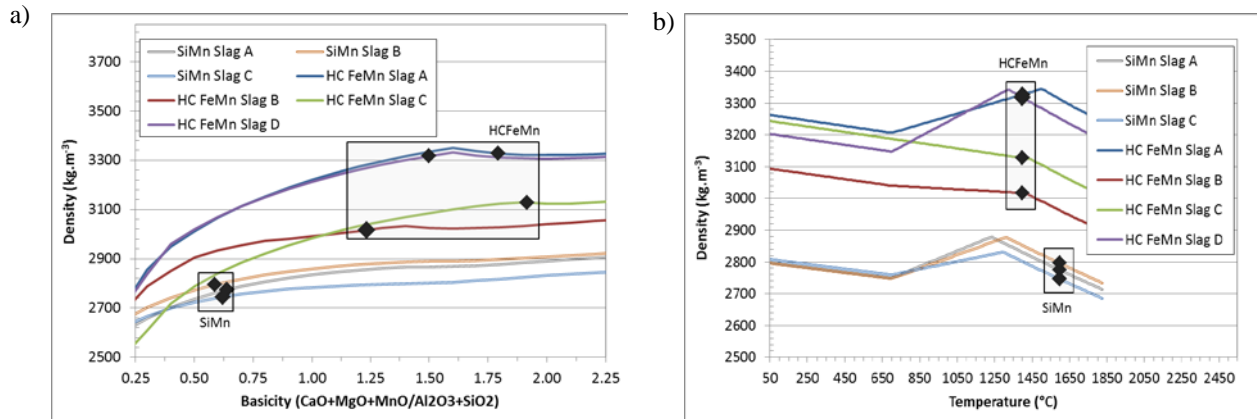 a)
3700
3500
3300
3100
2900
2700
2500
Density (kg.m-3)
SiMn Slag A
SiMn Slag B
SiMn Slag C
HC FeMn Slag A
HC FeMn Slag B
HC FeMn Slag C
HC FeMn Slag D
HCFeMn
SiMn
0.25 0.50 0.75 1.00 1.25 1.50 1.75 2.00 2.25
Basicity (CaO+MgO+MnO/Al2O3+SiO2)
b)
3500
3400
3300
3200
3100
3000
2900
2800
2700
2600
2500
Density (kg.m-3)
HCFeMn
SiMn Slag A
SiMn Slag B
SiMn Slag C
HC FeMn Slag A
HC FeMn Slag B
HC FeMn Slag C
HC FeMn Slag D
SiMn
50 250 450 650 850 1050 1250 1450 1650 1850 2050 2250 2450
Temperature (°C)